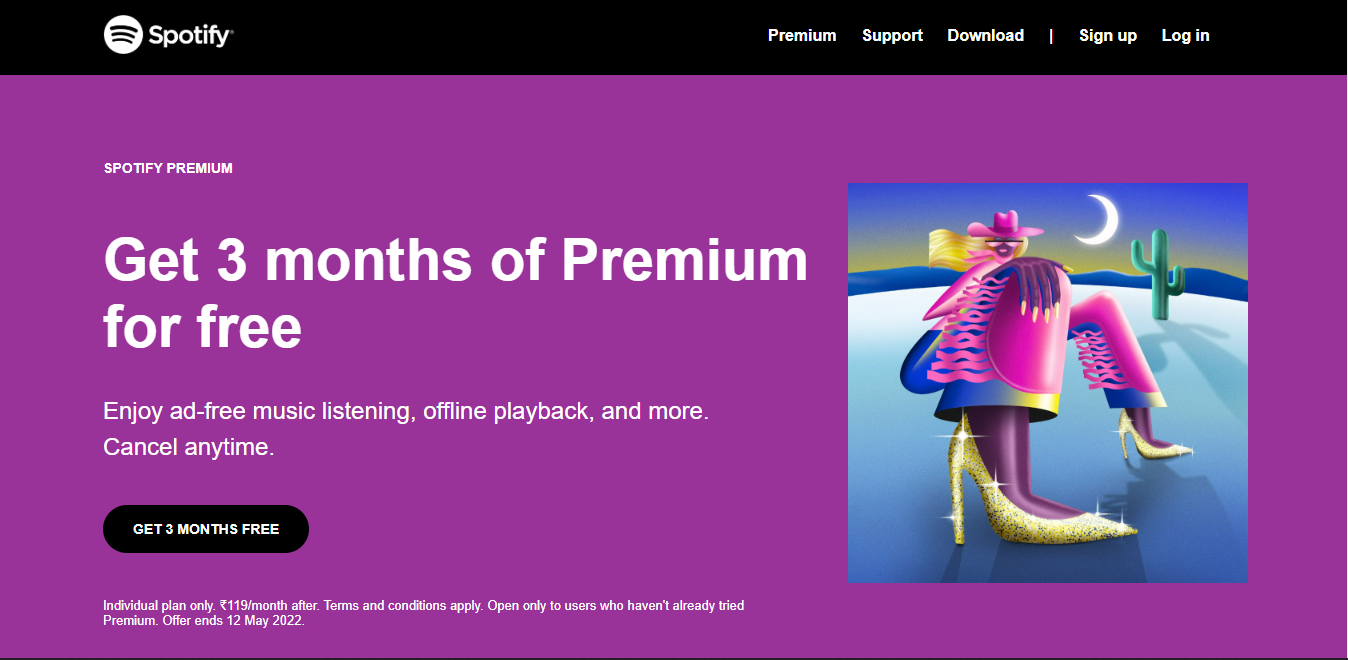 Spotify
Premium Support Download | Sign up Log in
SPOTIFY PREMIUM
Get 3 months of Premium
for free
Enjoy ad-free music listening, offline playback, and more.
Cancel anytime.
GET 3 MONTHS FREE
Individual plan only. ₹119/month after. Terms and conditions apply. Open only to users who haven't already tried
Premium. Offer ends 12 May 2022.